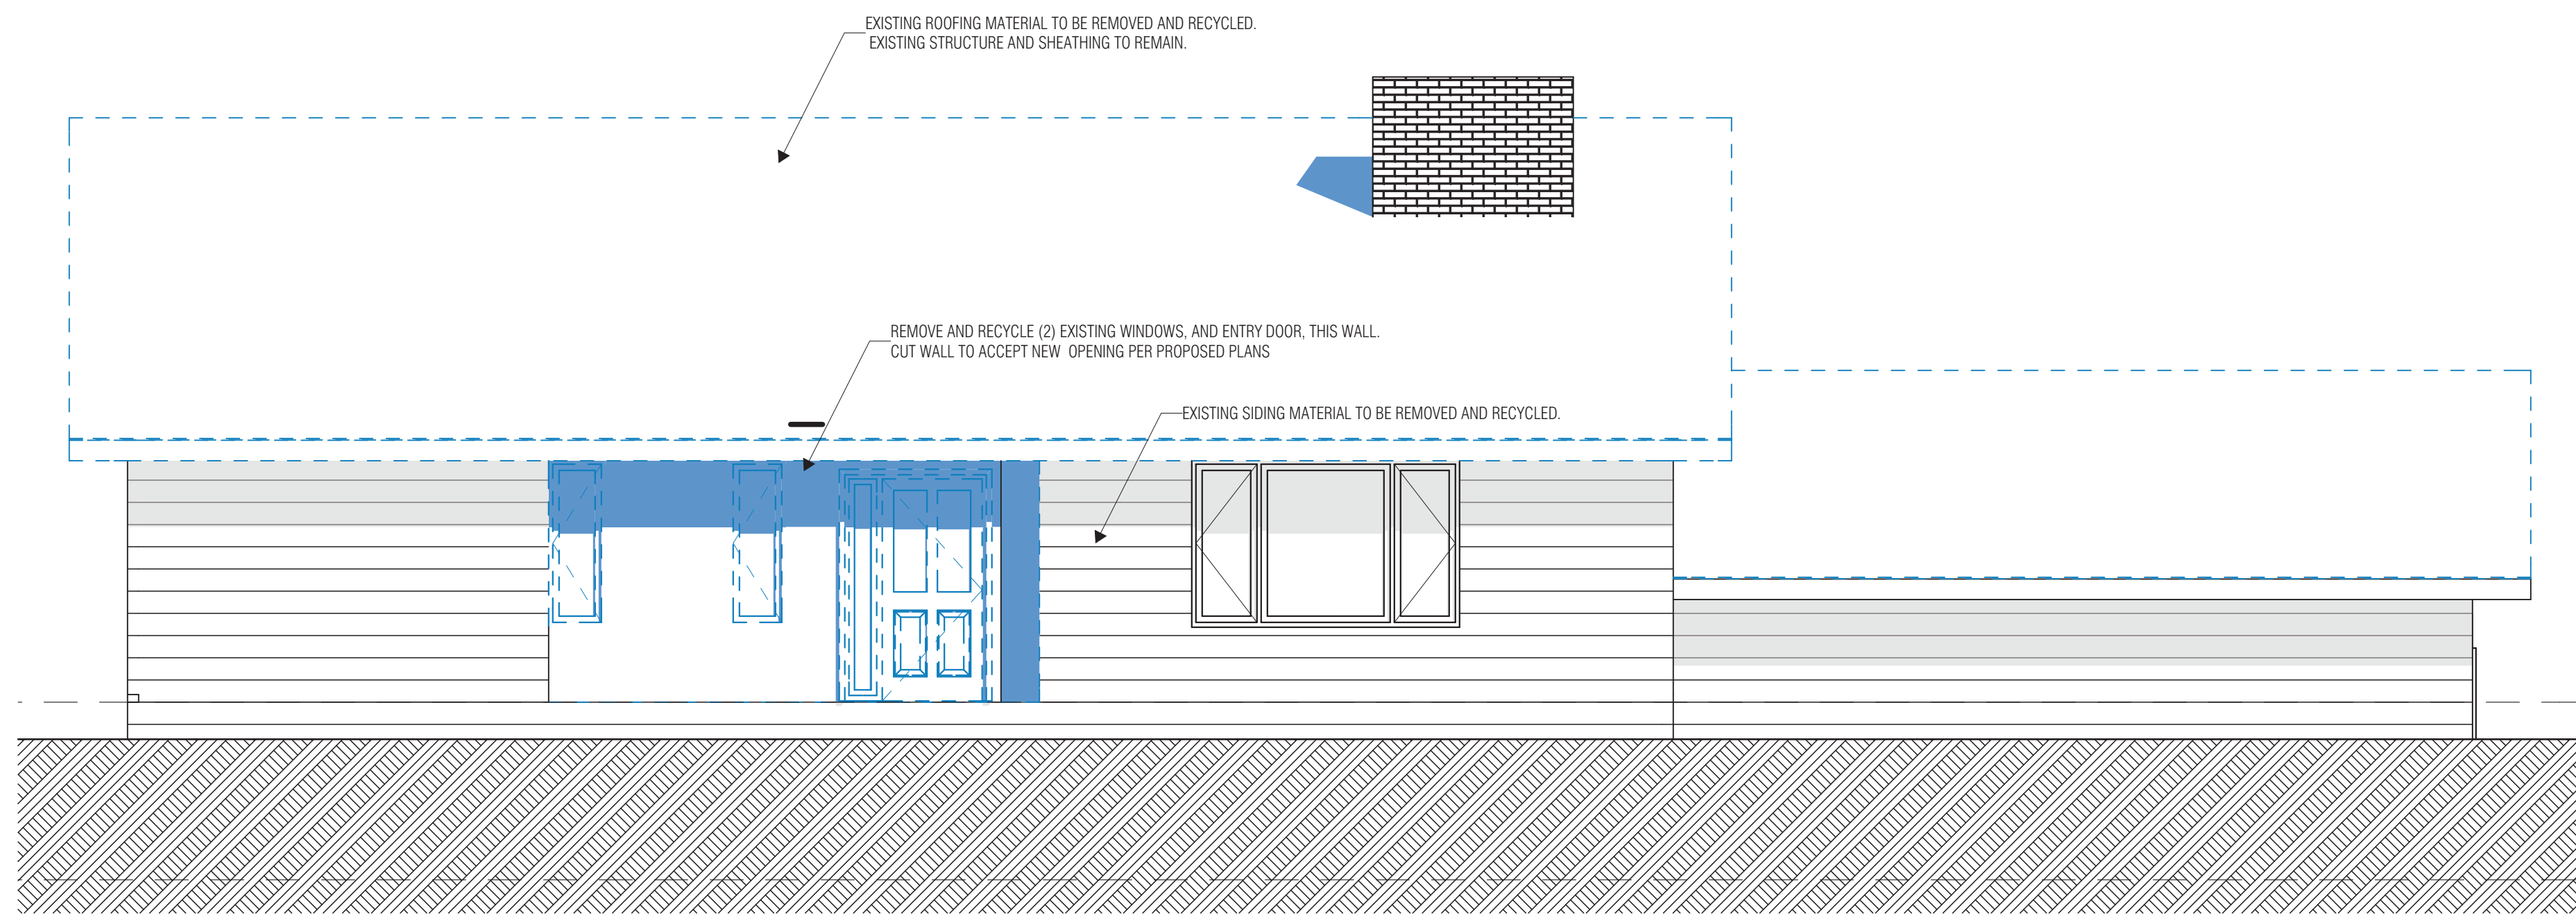 EXISTING ROOFING MATERIAL TO BE REMOVED AND RECYCLED.
EXISTING STRUCTURE AND SHEATHING TO REMAIN.
REMOVE AND RECYCLE (2) EXISTING WINDOWS, AND ENTRY DOOR, THIS WALL.
CUT WALL TO ACCEPT NEW OPENING PER PROPOSED PLANS
EXISTING SIDING MATERIAL TO BE REMOVED AND RECYCLED.